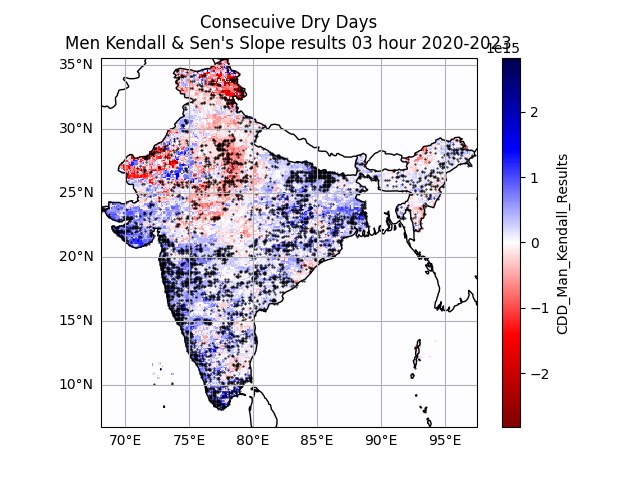 Consecuive Dry Days
Men Kendall & Sen's Slope results 03 hour 2020-2023
1e15
35°N
30°N
25°N
20°N
15°N
10°N
70°E 75°E 80°E 85°E 90°E 95°E
2
1
0
−1
−2
CDD_Man_Kendall_Results